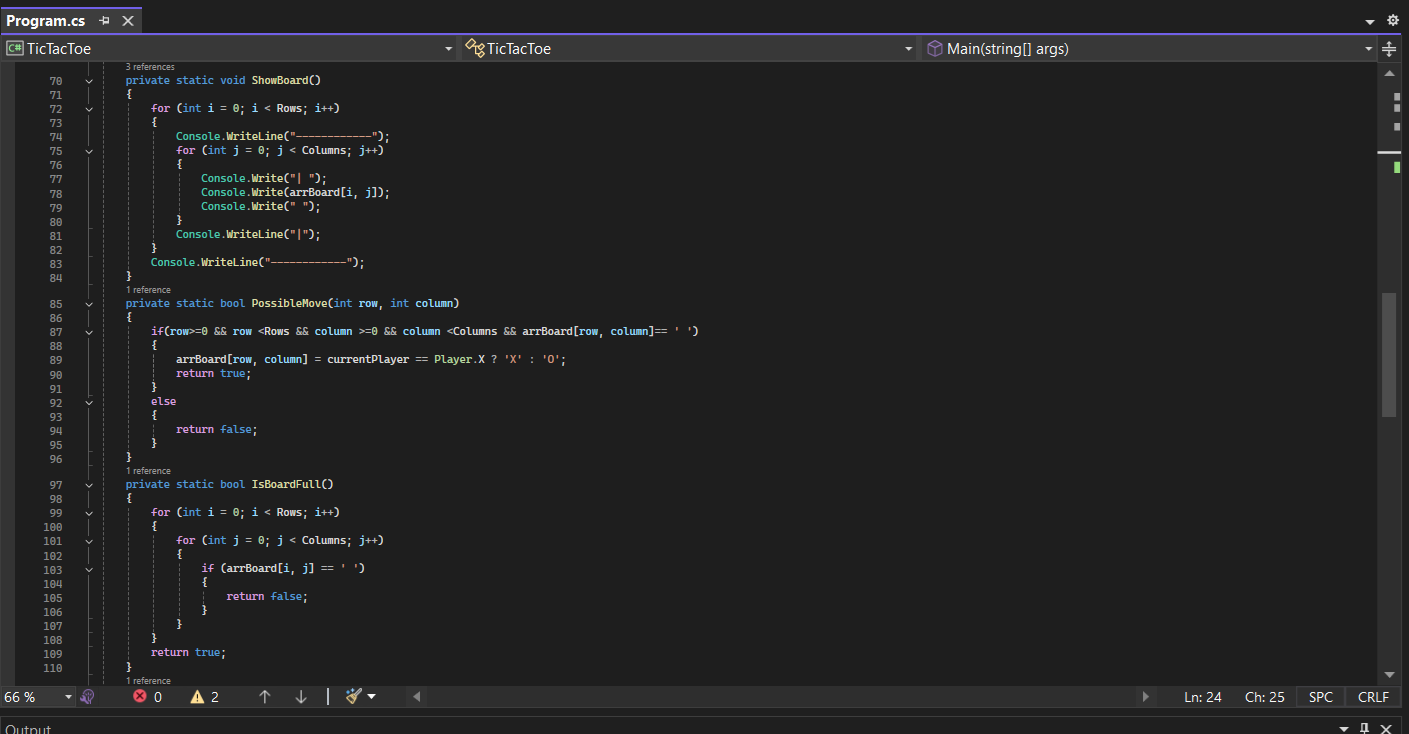 Program.cs
TicTacToe TicTacToe Main(string[] args)
3 references
70 private static void ShowBoard()
71 {
72 for (int i = 0; i < Rows; i++)
73 {
74 Console.WriteLine("------------");
75 for (int j = 0; j < Columns; j++)
76 {
77 Console.Write("| ");
78 Console.Write(arrBoard[i, j]);
79 Console.Write(" ");
80 }
81 Console.WriteLine("|");
82 }
83 Console.WriteLine("------------");
84 }
1 reference
85 private static bool PossibleMove(int row, int column)
86 {
87 if(row>=0 && row <Rows && column >=0 && column <Columns && arrBoard[row, column]== ' ')
88 {
89 arrBoard[row, column] = currentPlayer == Player.X ? 'X' : 'O';
90 return true;
91 }
92 else
93 {
94 return false;
95 }
96 }
1 reference
97 private static bool IsBoardFull()
98 {
99 for (int i = 0; i < Rows; i++)
100 {
101 for (int j = 0; j < Columns; j++)
102 {
103 if (arrBoard[i, j] == ' ')
104 {
105 return false;
106 }
107 }
108 }
109 return true;
110 }
1 reference
66 % 0 2 Ln: 24 Ch: 25 SPC CRLF
Output